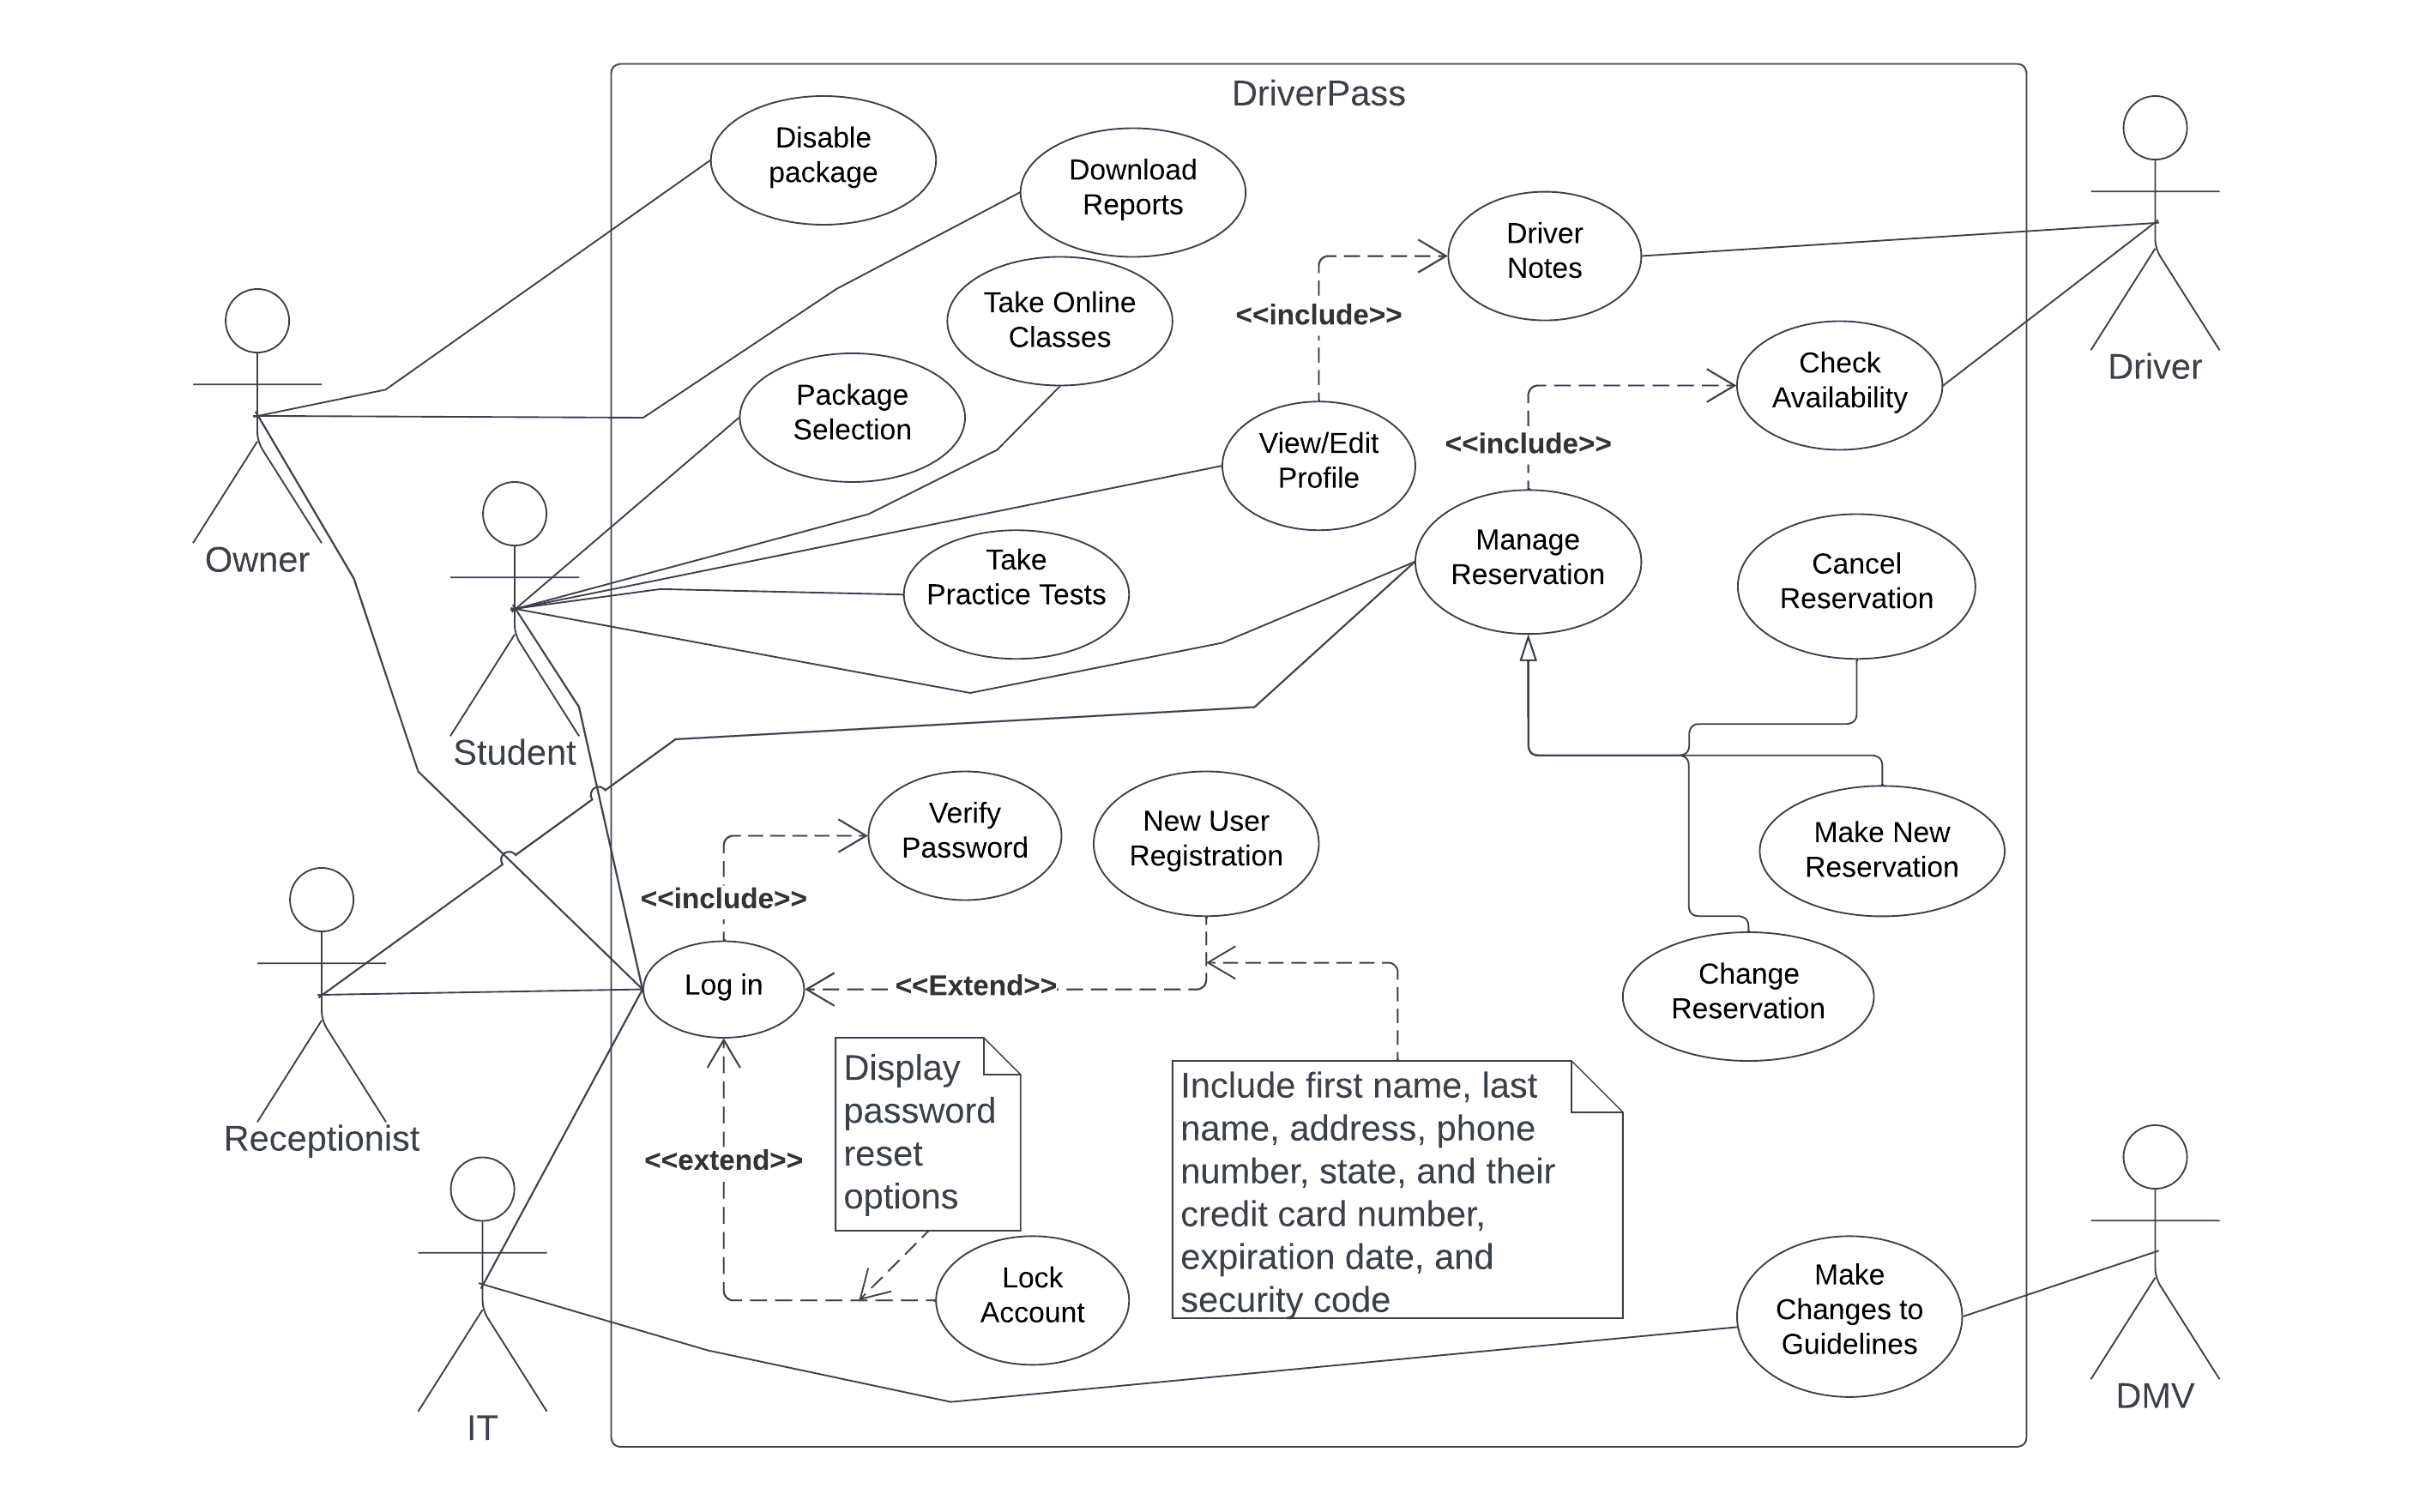 DriverPass
Disable
package
Download
Reports
Driver
Notes
Take Online
Classes
<<include>>
Check
Availability
Driver
Package
Selection
View/Edit
Profile
<<include>>
Owner
Manage
Reservation
Cancel
Reservation
Take
Practice Tests
Student
Verify
Password
New User
Registration
Make New
Reservation
<<include>>
Log in
<<Extend>>
Change
Reservation
Receptionist
Display
password
reset
options
Include first name, last
name, address, phone
number, state, and their
credit card number,
expiration date, and
security code
<<extend>>
Lock
Account
Make
Changes to
Guidelines
IT
DMV